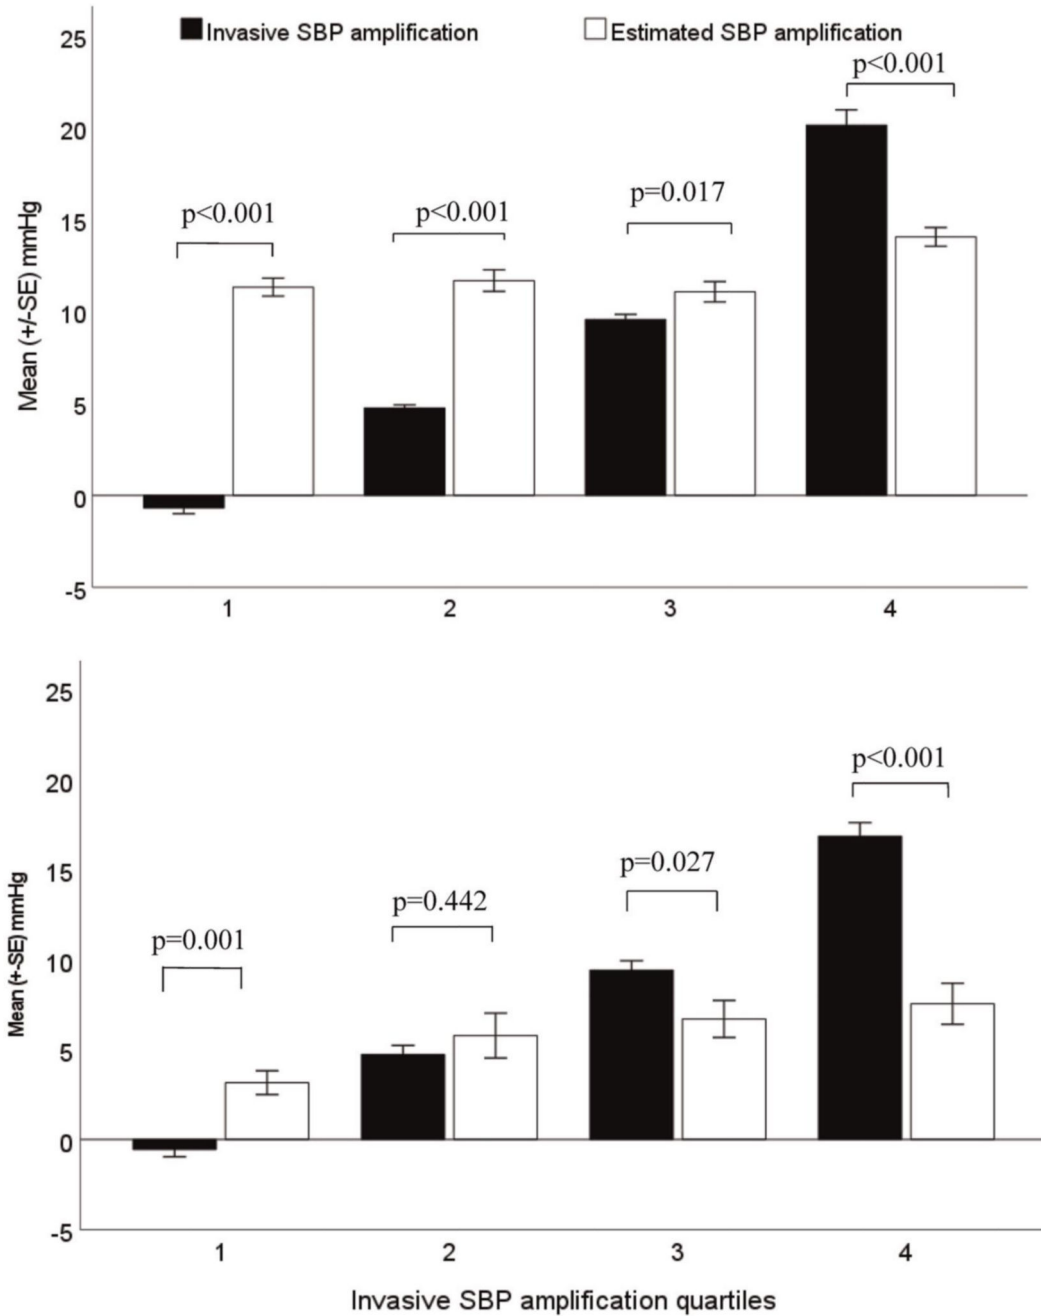 Invasive SBP amplification
Estimated SBP amplification
Mean (+/-SE) mmHg
25
20
15
10
5
0
-5
p<0.001
p<0.001
p=0.017
p<0.001
1
2
3
4
Mean (+-SE) mmHg
25
20
15
10
5
0
-5
p=0.001
p=0.442
p=0.027
p<0.001
1
2
3
4
Invasive SBP amplification quartiles